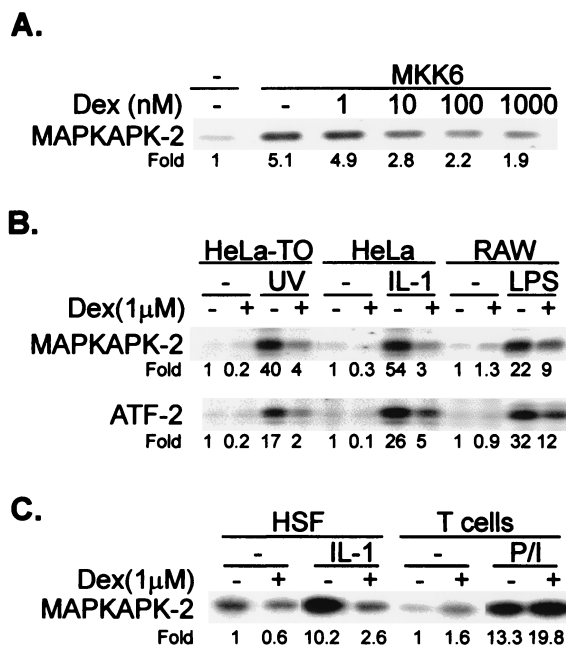 A.
- MKK6
Dex (nM) - - 1 10 100 1000
MAPKAPK-2
Fold 1 5.1 4.9 2.8 2.2 1.9
B.
HeLa-TO HeLa RAW
- UV - IL-1 - LPS
Dex(1μM) - + - + - + - + - + - +
MAPKAPK-2
Fold 1 0.2 40 4 1 0.3 54 3 1 1.3 22 9
ATF-2
Fold 1 0.2 17 2 1 0.1 26 5 1 0.9 32 12
C.
HSF T cells
- IL-1 - P/I
Dex(1μM) - + - + - + - +
MAPKAPK-2
Fold 1 0.6 10.2 2.6 1 1.6 13.3 19.8